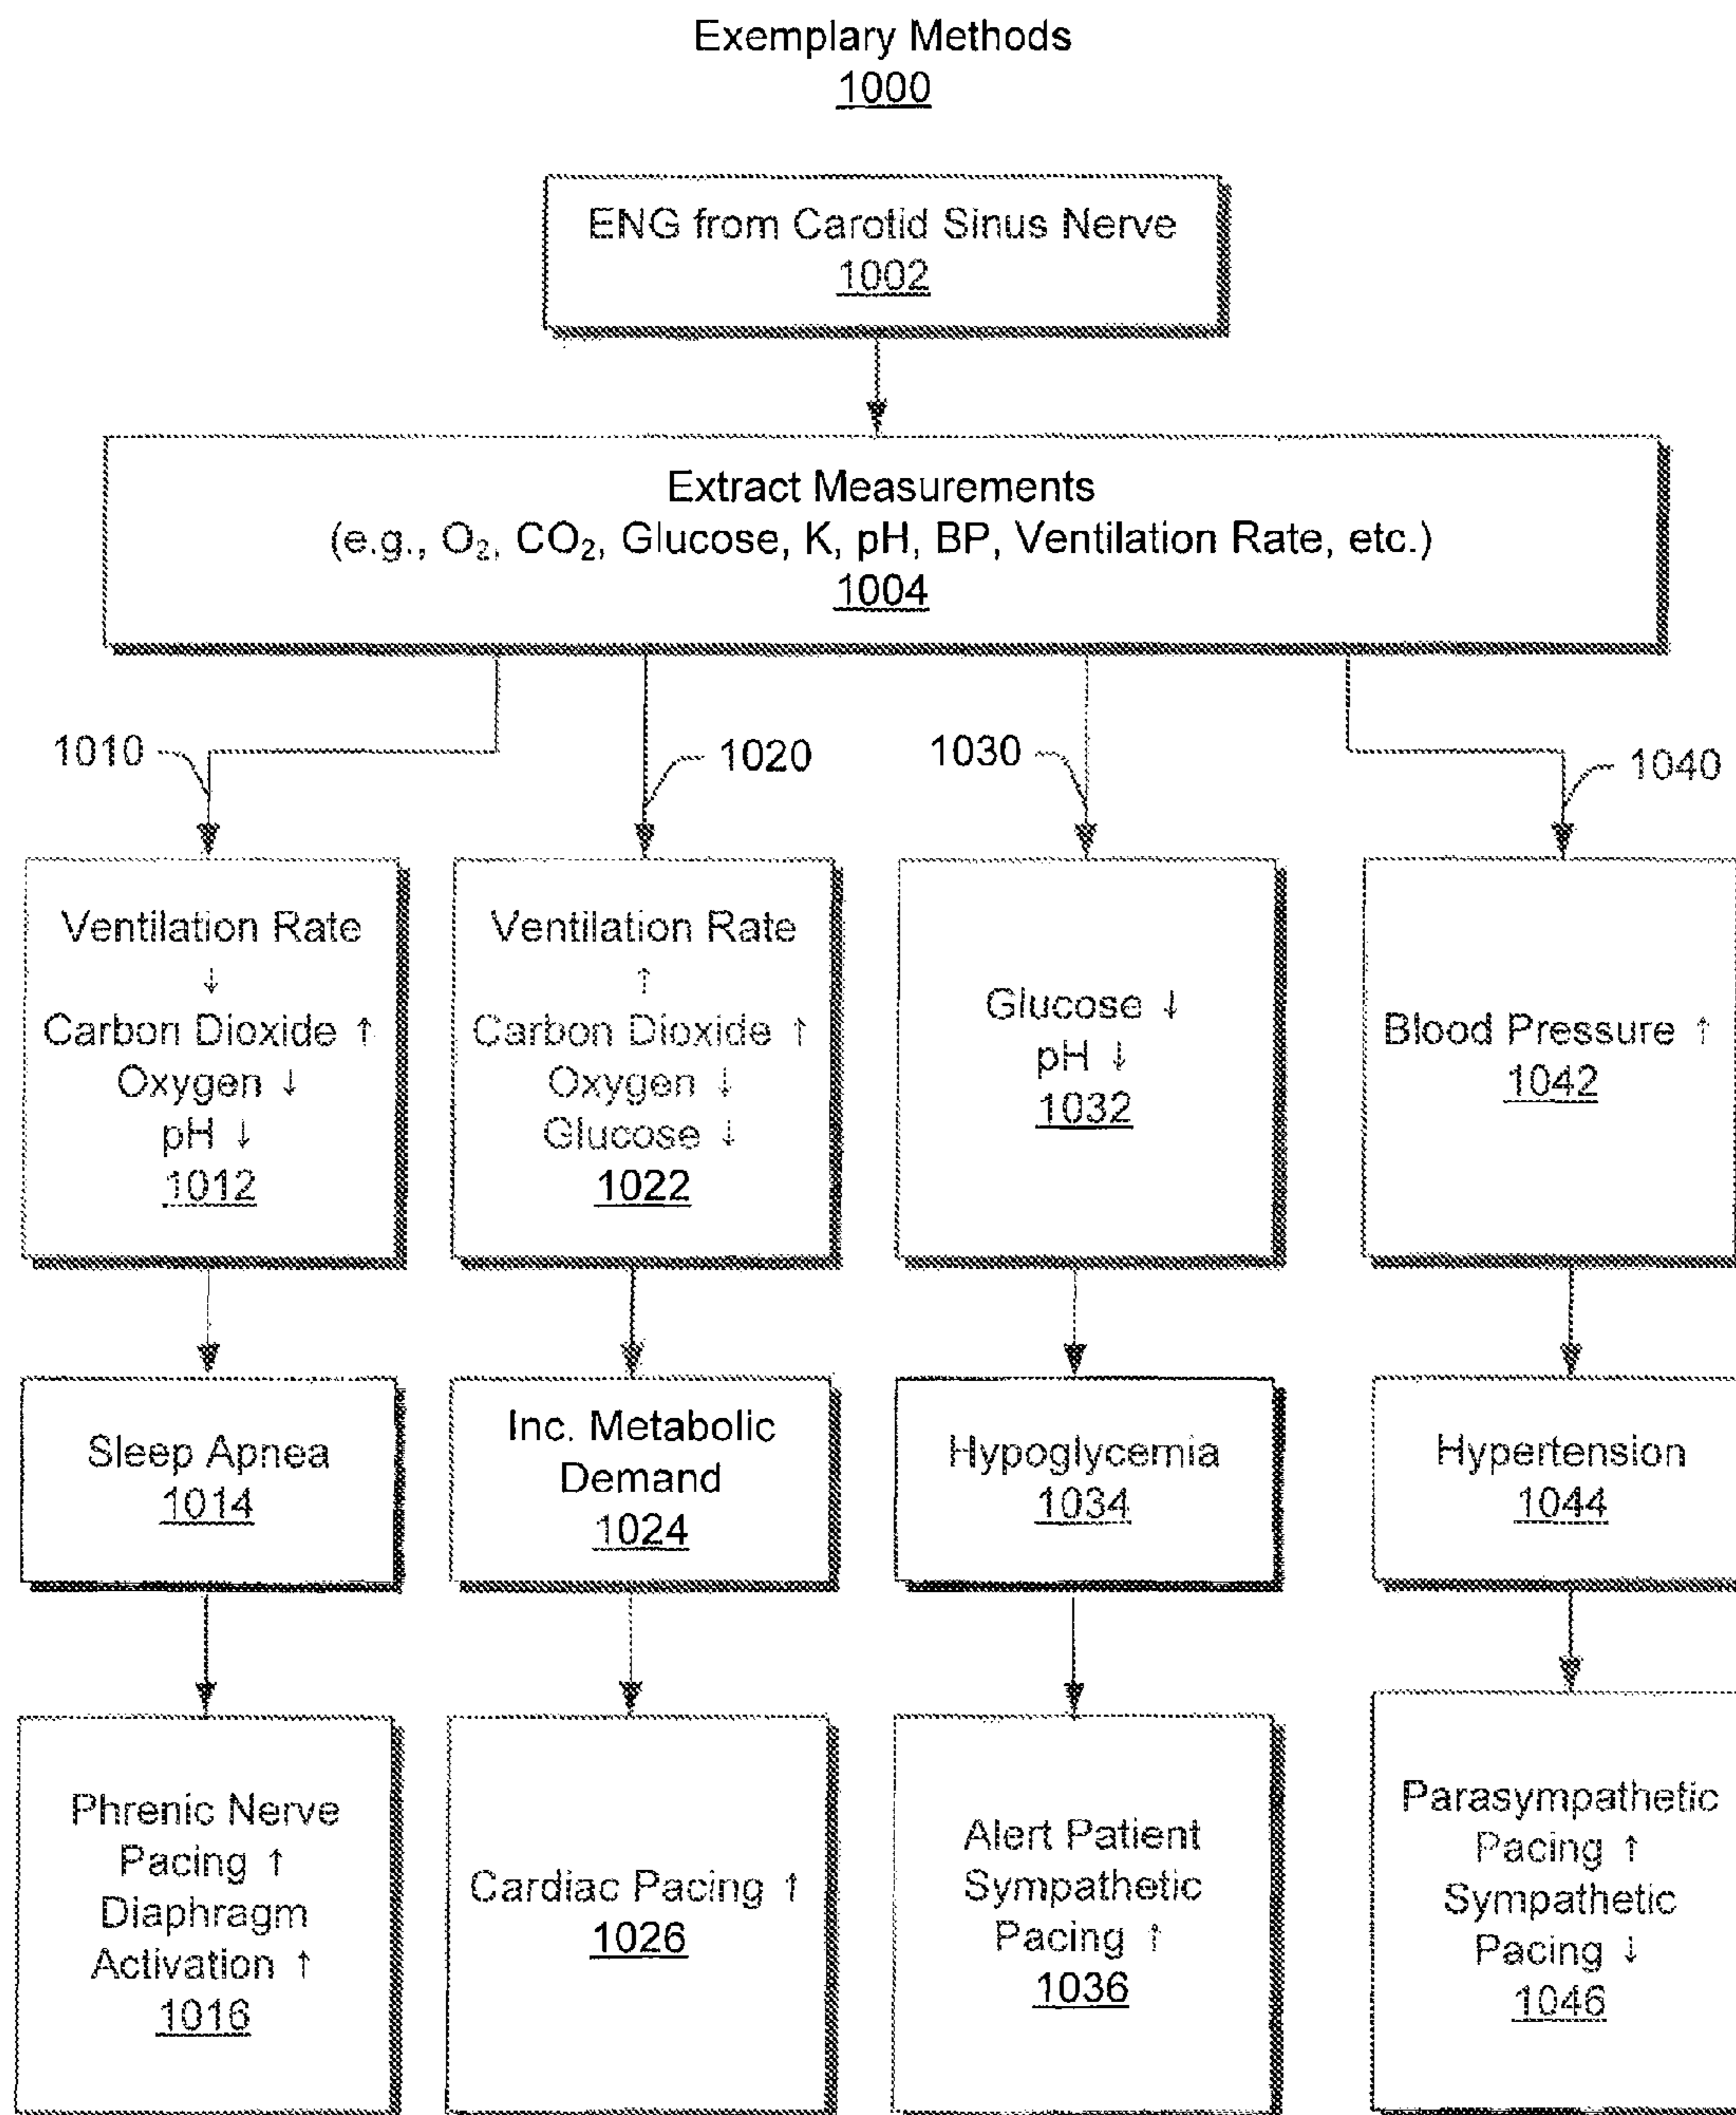 Exemplary Methods
1000
ENG from Carotid Sinus Nerve
1002
Extract Measurements
(e.g., O₂, CO₂, Glucose, K, pH, BP, Ventilation Rate, etc.)
1004
1010
1020
1030
1040
Ventilation Rate
↓
Carbon Dioxide ↑
Oxygen ↓
pH ↓
1012
Ventilation Rate
↑
Carbon Dioxide ↑
Oxygen ↓
Glucose ↓
1022
Glucose ↓
pH ↓
1032
Blood Pressure ↑
1042
Sleep Apnea
1014
Inc. Metabolic
Demand
1024
Hypoglycemia
1034
Hypertension
1044
Phrenic Nerve
Pacing ↑
Diaphragm
Activation ↑
1016
Cardiac Pacing ↑
1026
Alert Patient
Sympathetic
Pacing ↑
1036
Parasympathetic
Pacing ↑
Sympathetic
Pacing ↓
1046